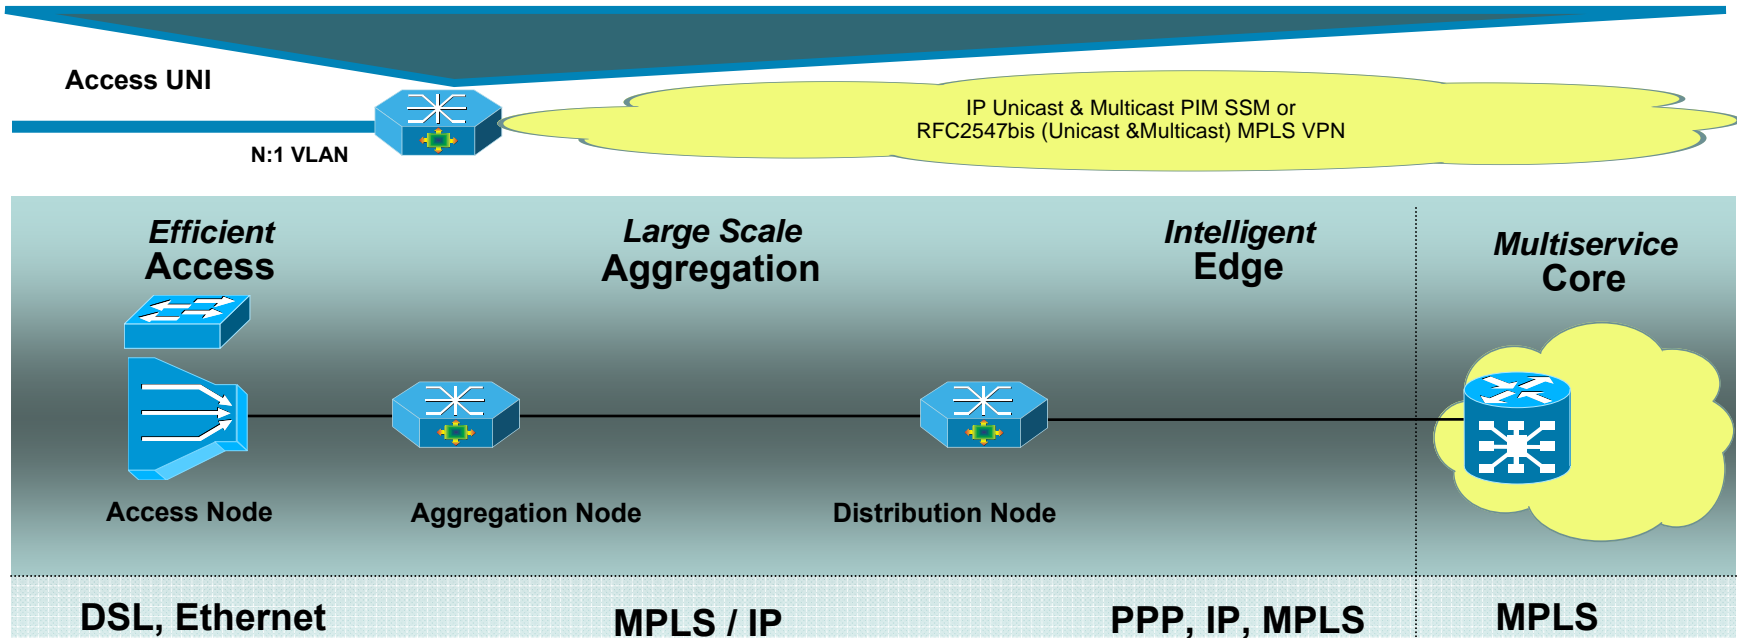 Access UNI
IP Unicast & Multicast PIM SSM or
RFC2547bis (Unicast &Multicast) MPLS VPN
N:1 VLAN
Efficient
Access
Large Scale
Aggregation
Intelligent
Edge
Multiservice
Core
Access Node
Aggregation Node
Distribution Node
DSL, Ethernet
MPLS / IP
PPP, IP, MPLS
MPLS